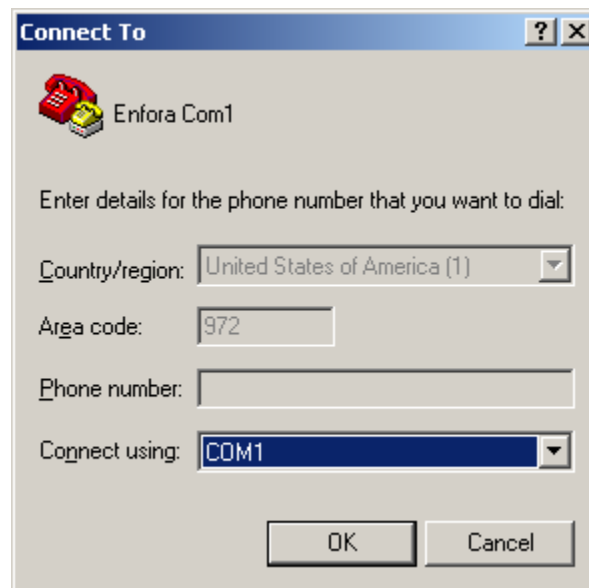 Connect To
Enfora Com1
Enter details for the phone number that you want to dial:
Country/region: United States of America (1)
Area code: 972
Phone number:
Connect using: COM1
OK Cancel